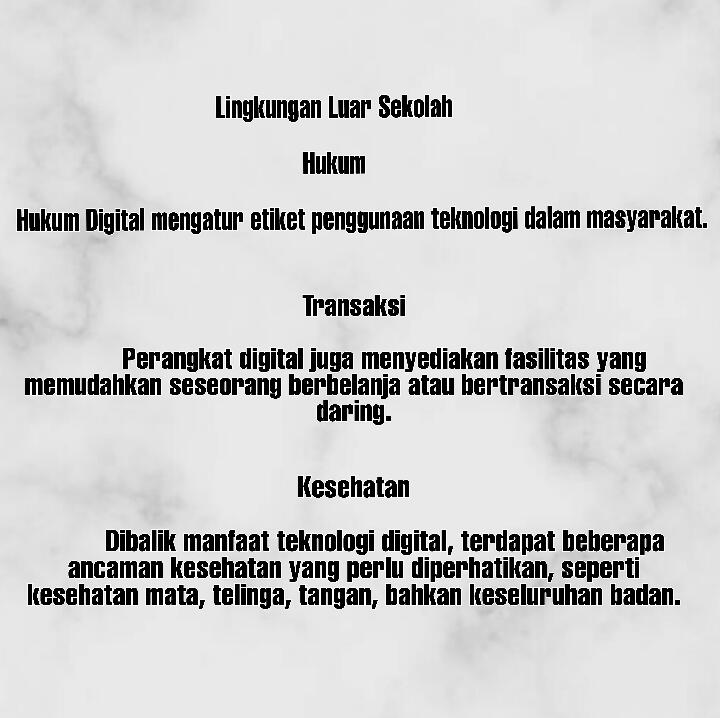 Lingkungan Luar Sekolah
Hukum
Hukum Digital mengatur etiket penggunaan teknologi dalam masyarakat.
Transaksi
Perangkat digital juga menyediakan fasilitas yang
memudahkan seseorang berbelanja atau bertransaksi secara
daring.
Kesehatan
Dibalik manfaat teknologi digital, terdapat beberapa
ancaman kesehatan yang perlu diperhatikan, seperti
kesehatan mata, telinga, tangan, bahkan keseluruhan badan.